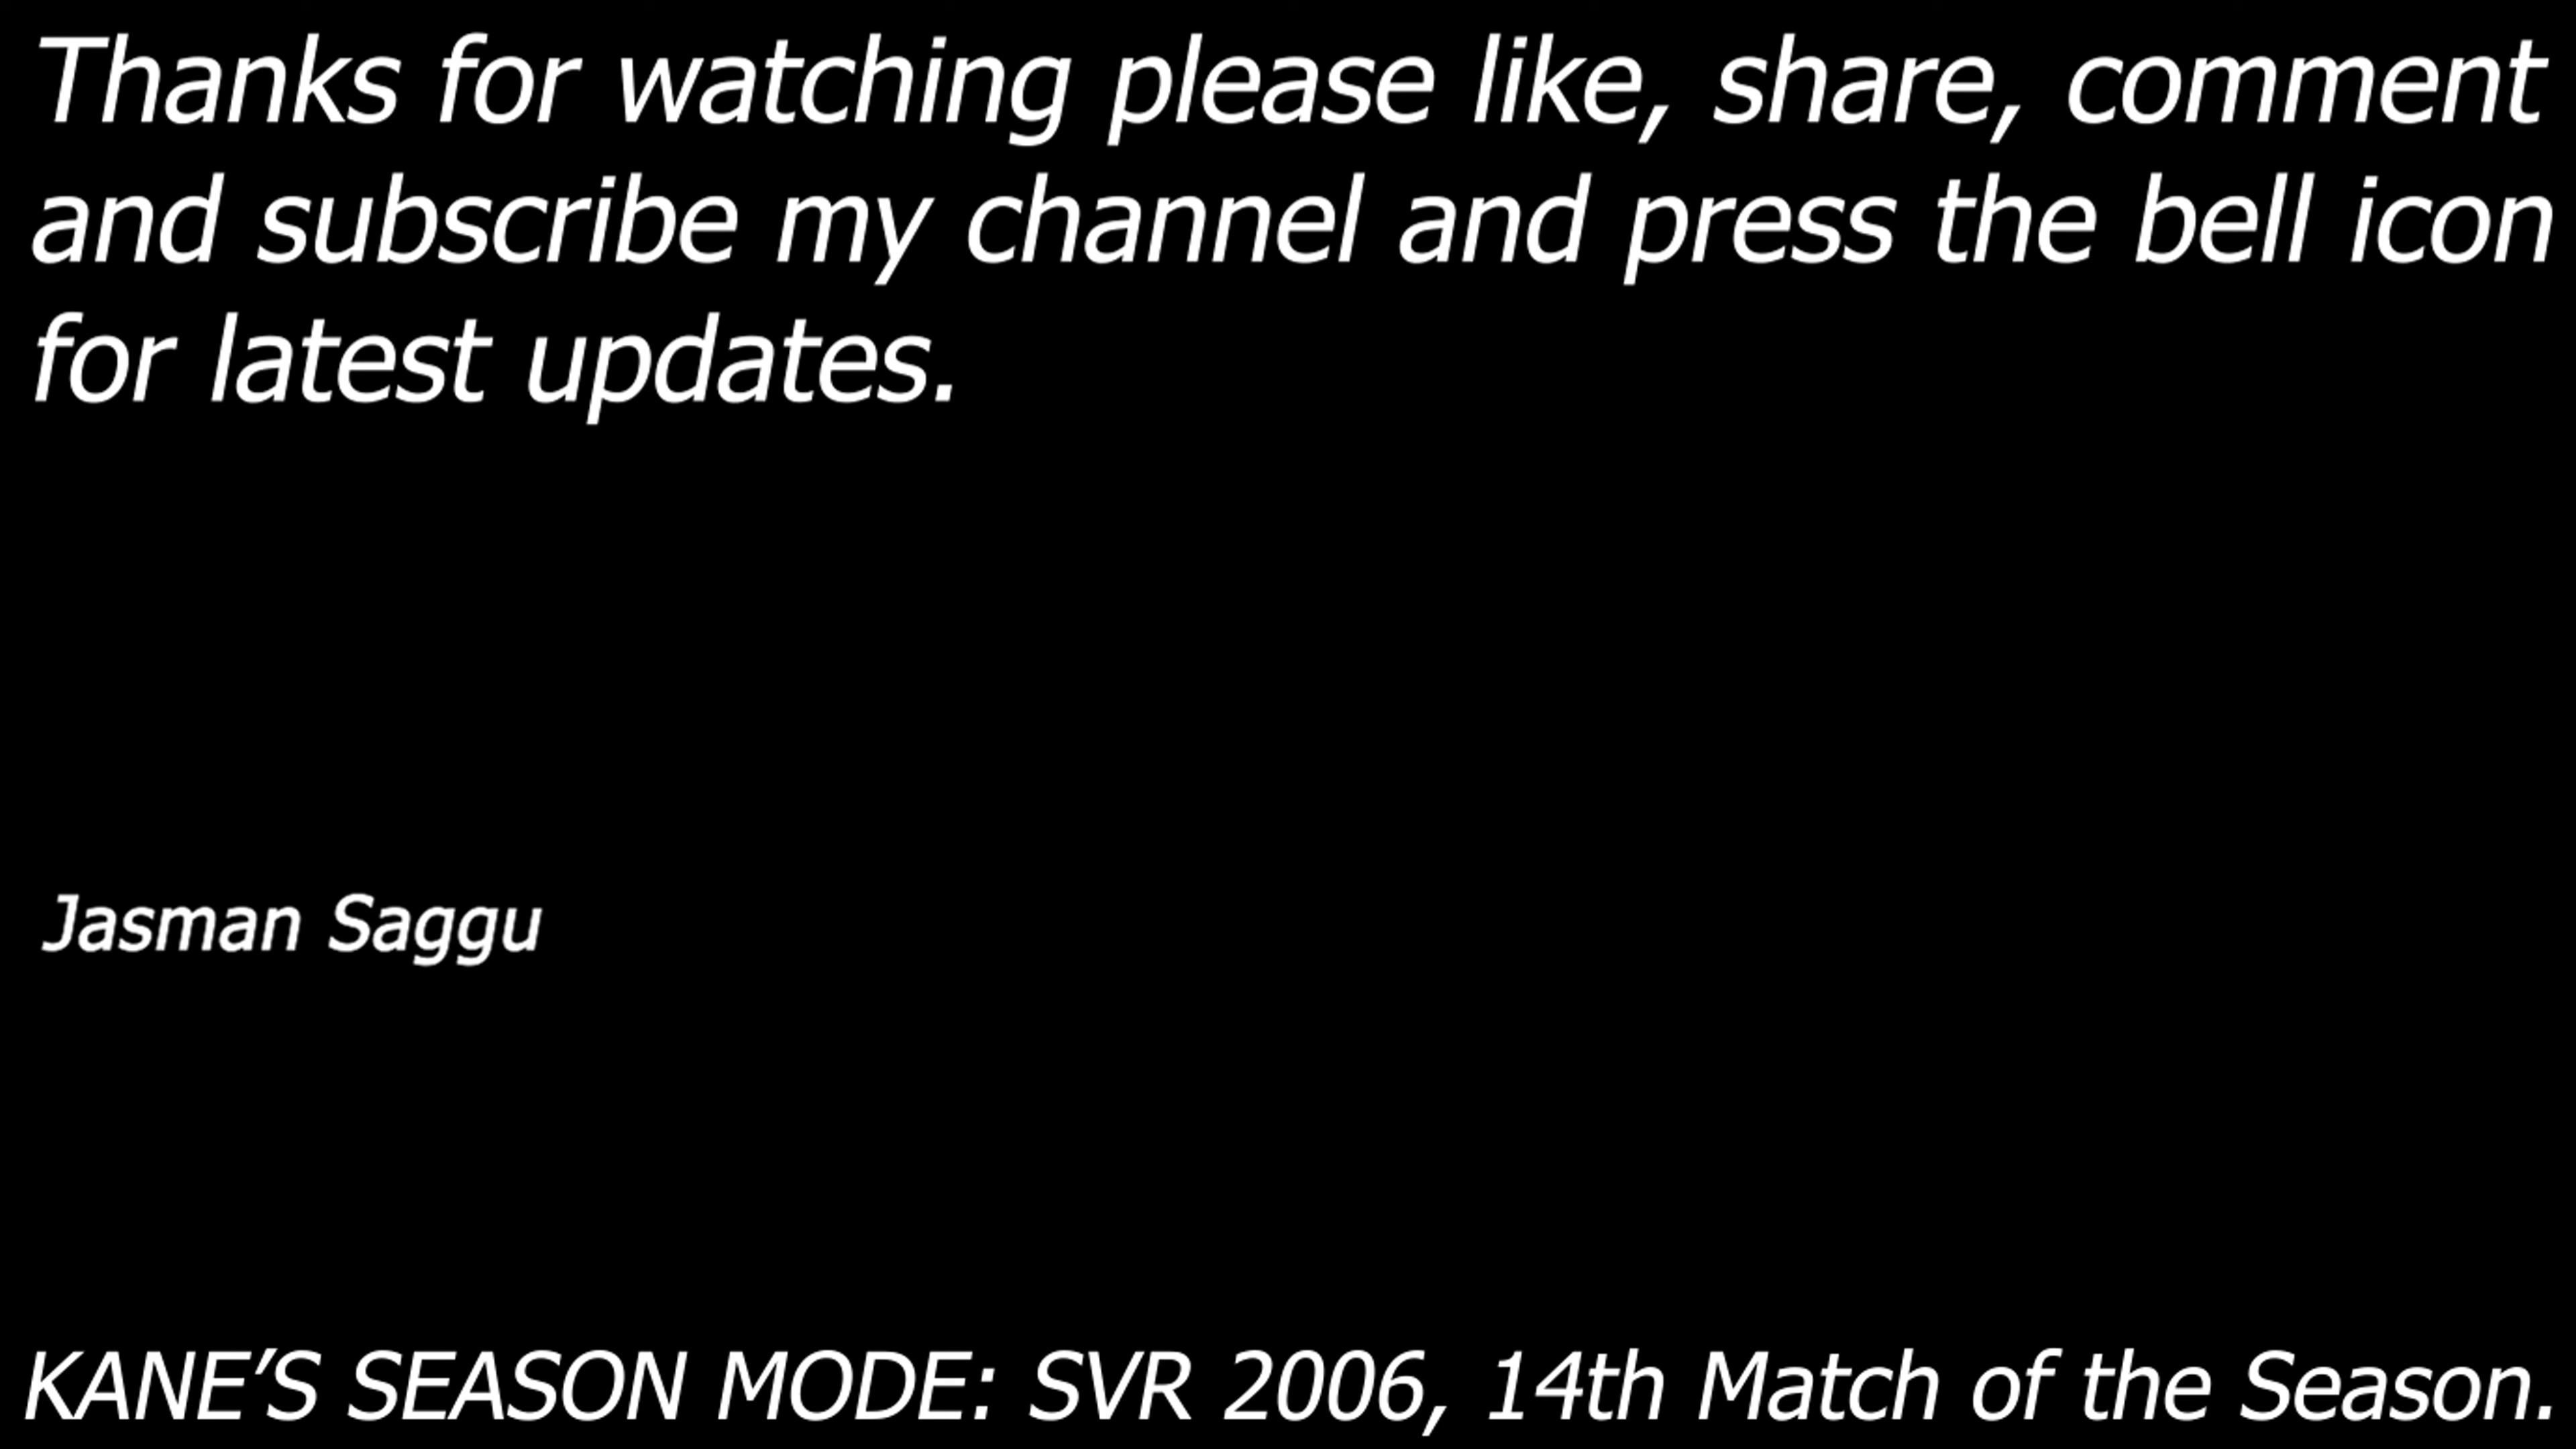 Thanks for watching please like, share, comment
and subscribe my channel and press the bell icon
for latest updates.
Jasman Saggu
KANE’S SEASON MODE: SVR 2006, 14th Match of the Season.